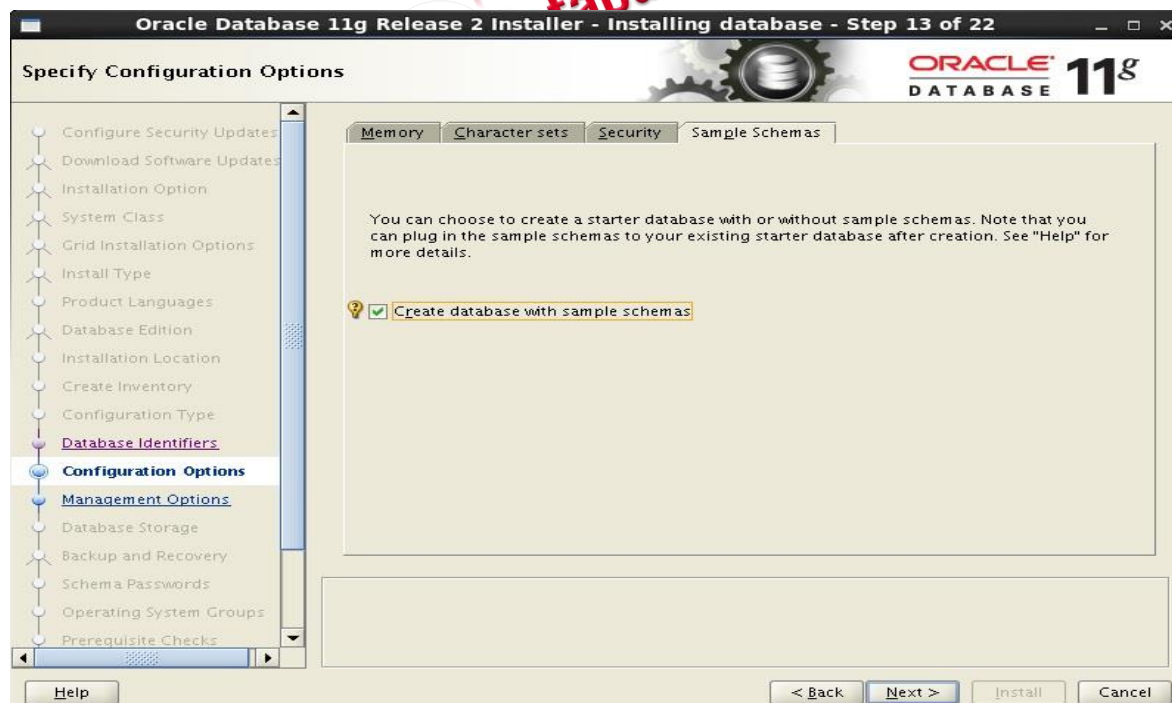 Oracle Database 11g Release 2 Installer - Installing database - Step 13 of 22
Specify Configuration Options
ORACLE 11g
DATABASE
Configure Security Updates
Download Software Updates
Installation Option
System Class
Grid Installation Options
Install Type
Product Languages
Database Edition
Installation Location
Create Inventory
Configuration Type
Database Identifiers
Configuration Options
Management Options
Database Storage
Backup and Recovery
Schema Passwords
Operating System Groups
Prerequisite Checks
Memory Character sets Security Sample Schemas
You can choose to create a starter database with or without sample schemas. Note that you
can plug in the sample schemas to your existing starter database after creation. See "Help" for
more details.
Create database with sample schemas
Help < Back Next > Install Cancel